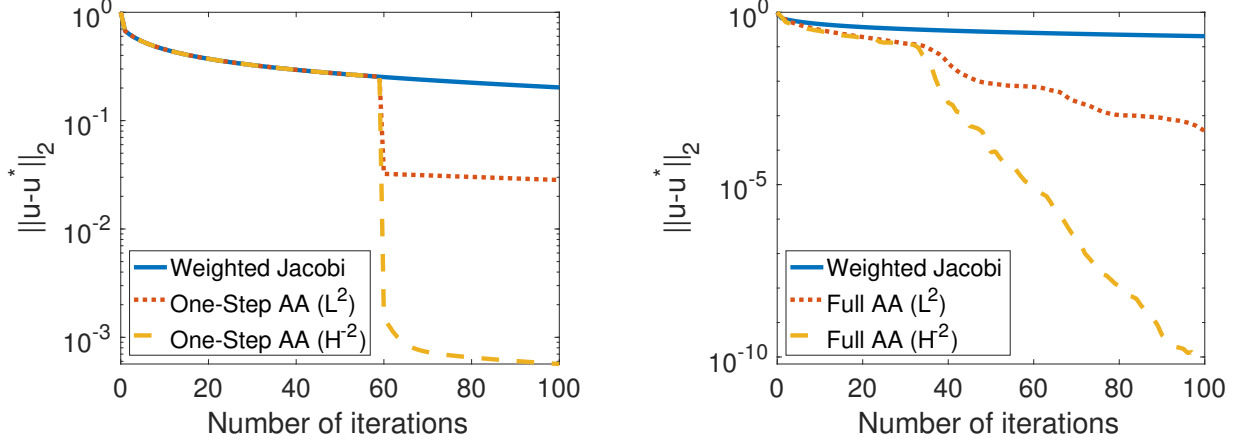 10^0
10^-1
10^-2
10^-3
||u-u^*||_2
Weighted Jacobi
One-Step AA (L^2)
One-Step AA (H^-2)
0 20 40 60 80 100
Number of iterations
10^0
10^-5
10^-10
||u-u^*||_2
Weighted Jacobi
Full AA (L^2)
Full AA (H^-2)
0 20 40 60 80 100
Number of iterations